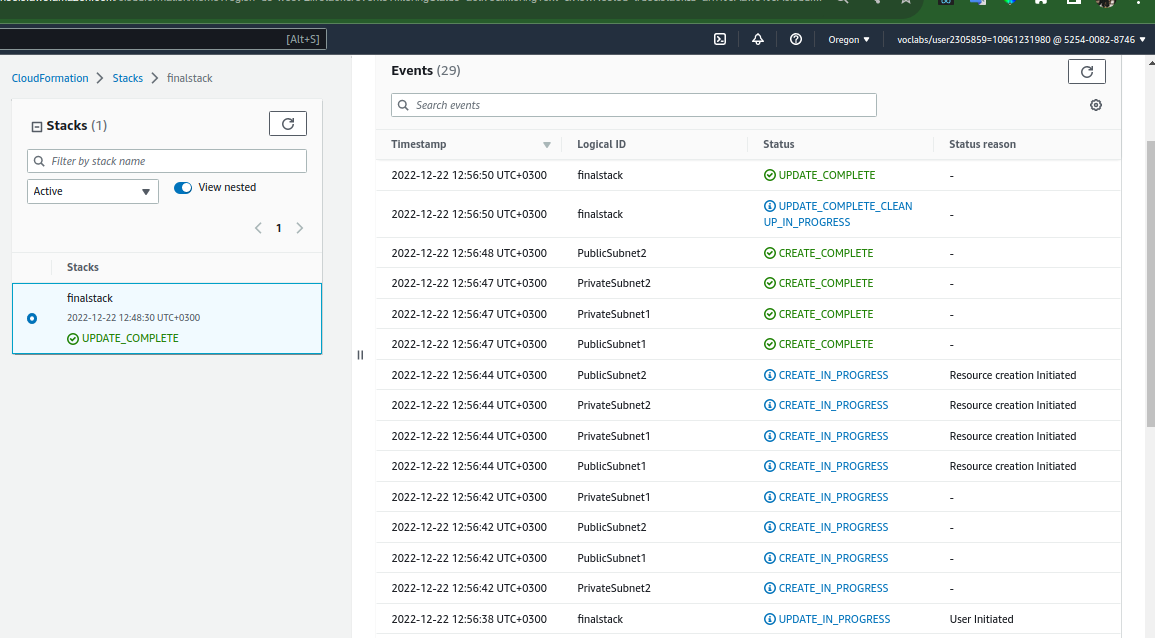 [Alt+S]
Oregon
voclabs/user2305859=10961231980 @ 5254-0082-8746
CloudFormation
Stacks
finalstack
Stacks (1)
Filter by stack name
Active
View nested
1
Stacks
finalstack
2022-12-22 12:48:30 UTC+0300
UPDATE_COMPLETE
Events (29)
Search events
Timestamp Logical ID Status Status reason
2022-12-22 12:56:50 UTC+0300 finalstack UPDATE_COMPLETE -
2022-12-22 12:56:50 UTC+0300 finalstack UPDATE_COMPLETE_CLEAN
UP_IN_PROGRESS -
2022-12-22 12:56:48 UTC+0300 PublicSubnet2 CREATE_COMPLETE -
2022-12-22 12:56:47 UTC+0300 PrivateSubnet2 CREATE_COMPLETE -
2022-12-22 12:56:47 UTC+0300 PrivateSubnet1 CREATE_COMPLETE -
2022-12-22 12:56:47 UTC+0300 PublicSubnet1 CREATE_COMPLETE -
2022-12-22 12:56:44 UTC+0300 PublicSubnet2 CREATE_IN_PROGRESS Resource creation Initiated
2022-12-22 12:56:44 UTC+0300 PrivateSubnet2 CREATE_IN_PROGRESS Resource creation Initiated
2022-12-22 12:56:44 UTC+0300 PrivateSubnet1 CREATE_IN_PROGRESS Resource creation Initiated
2022-12-22 12:56:44 UTC+0300 PublicSubnet1 CREATE_IN_PROGRESS Resource creation Initiated
2022-12-22 12:56:42 UTC+0300 PrivateSubnet1 CREATE_IN_PROGRESS -
2022-12-22 12:56:42 UTC+0300 PublicSubnet2 CREATE_IN_PROGRESS -
2022-12-22 12:56:42 UTC+0300 PublicSubnet1 CREATE_IN_PROGRESS -
2022-12-22 12:56:42 UTC+0300 PrivateSubnet2 CREATE_IN_PROGRESS -
2022-12-22 12:56:38 UTC+0300 finalstack UPDATE_IN_PROGRESS User Initiated